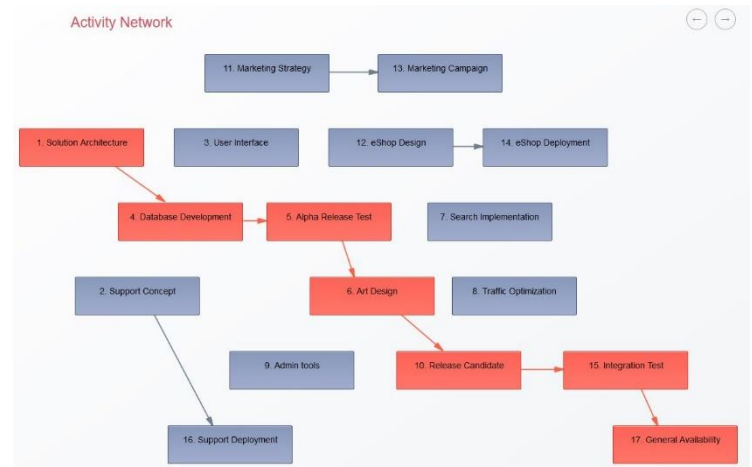 Activity Network
11. Marketing Strategy
13. Marketing Campaign
1. Solution Architecture
3. User Interface
12. eShop Design
14. eShop Deployment
4. Database Development
5. Alpha Release Test
7. Search Implementation
2. Support Concept
6. Art Design
8. Traffic Optimization
9. Admin tools
10. Release Candidate
15. Integration Test
16. Support Deployment
17. General Availability